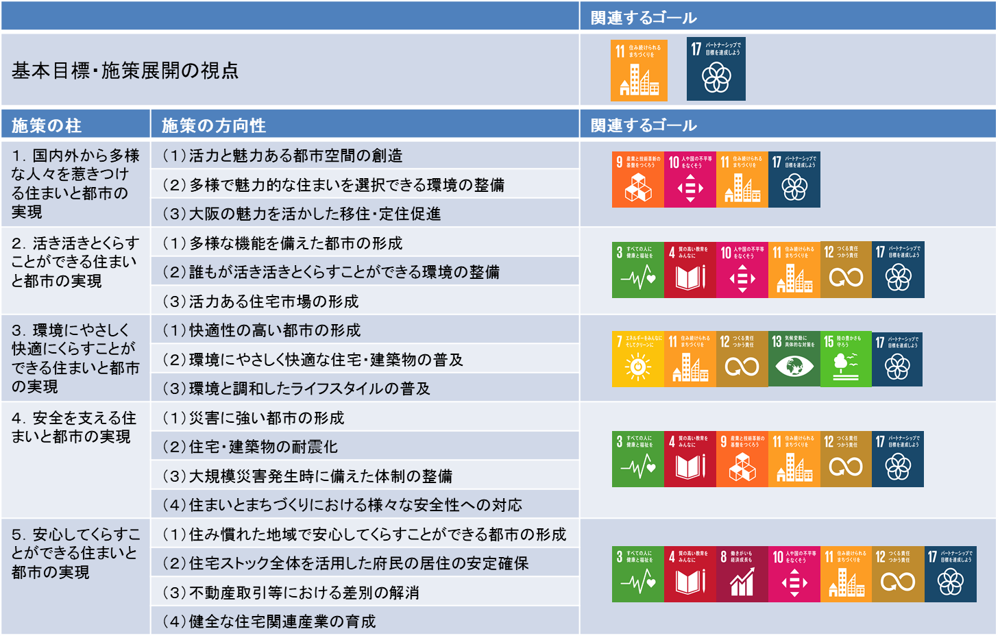 関連するゴール
基本目標・施策展開の視点
11 住み続けられる
まちづくりを
17 パートナーシップで
目標を達成しよう
施策の柱
施策の方向性
関連するゴール
1．国内外から多様
な人々を惹きつけ
る住まいと都市の
実現
（1）活力と魅力ある都市空間の創造
（2）多様で魅力的な住まいを選択できる環境の整備
（3）大阪の魅力を活かした移住・定住促進
9 産業と技術革新の
基盤をつくろう
10 人や国の不平等
をなくそう
11 住み続けられる
まちづくりを
17 パートナーシップで
目標を達成しよう
2．活き活きとくらす
ことができる住まい
と都市の実現
（1）多様な機能を備えた都市の形成
（2）誰もが活き活きとくらすことができる環境の整備
（3）活力ある住宅市場の形成
3 すべての人に
健康と福祉を
4 質の高い教育を
みんなに
10 人や国の不平等
をなくそう
11 住み続けられる
まちづくりを
12 つくる責任
つかう責任
17 パートナーシップで
目標を達成しよう
3．環境にやさしく
快適にくらすことが
できる住まいと都市
の実現
（1）快適性の高い都市の形成
（2）環境にやさしく快適な住宅・建築物の普及
（3）環境と調和したライフスタイルの普及
7 エネルギーをみんなに
そしてクリーンに
11 住み続けられる
まちづくりを
12 つくる責任
つかう責任
13 気候変動に
具体的な対策を
15 陸の豊かさも
守ろう
17 パートナーシップで
目標を達成しよう
4．安全を支える住
まいと都市の実現
（1）災害に強い都市の形成
（2）住宅・建築物の耐震化
（3）大規模災害発生時に備えた体制の整備
（4）住まいとまちづくりにおける様々な安全性への対応
3 すべての人に
健康と福祉を
4 質の高い教育を
みんなに
9 産業と技術革新の
基盤をつくろう
11 住み続けられる
まちづくりを
12 つくる責任
つかう責任
17 パートナーシップで
目標を達成しよう
5．安心してくらすこ
とができる住まいと
都市の実現
（1）住み慣れた地域で安心してくらすことができる都市の形成
（2）住宅ストック全体を活用した府民の居住の安定確保
（3）不動産取引等における差別の解消
（4）健全な住宅関連産業の育成
3 すべての人に
健康と福祉を
4 質の高い教育を
みんなに
8 働きがいも
経済成長も
10 人や国の不平等
をなくそう
11 住み続けられる
まちづくりを
12 つくる責任
つかう責任
17 パートナーシップで
目標を達成しよう